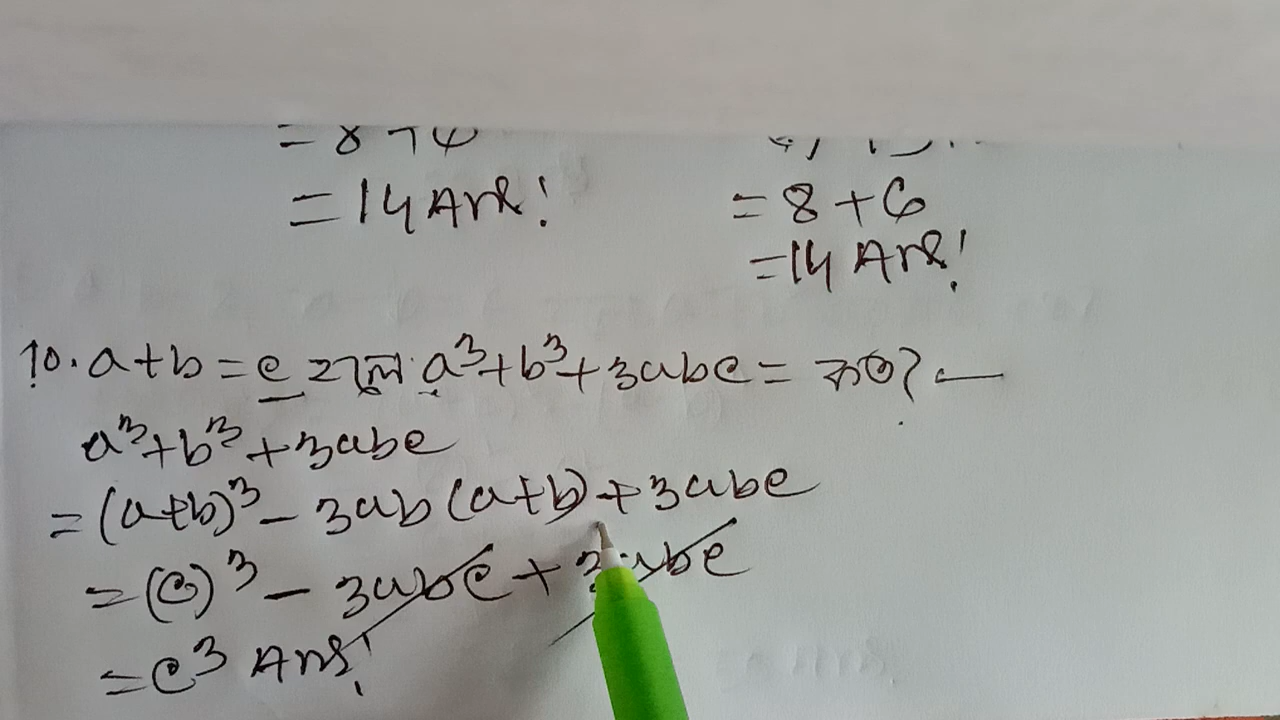 = 14 Ans!
= 8 + 6
= 14 Ans!
10. a+b = c হলে a³+b³+3abc = কত?
a³+b³+3abc
= (a+b)³ - 3ab(a+b)+3abc
= (c)³ - 3abc + 3abc
= c³ Ans!